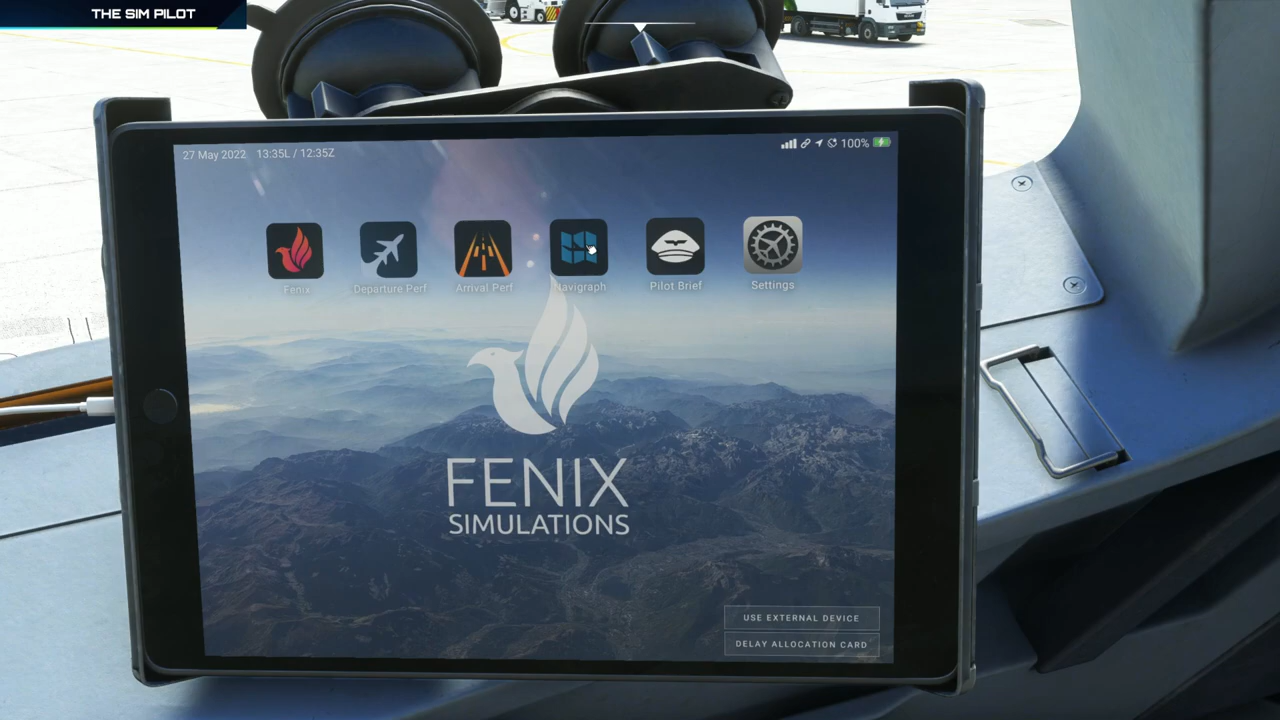 THE SIM PILOT
27 May 2022 13:35L / 12:35Z
100%
Fenix
Departure Perf
Arrival Perf
Navigraph
Pilot Brief
Settings
FENIX
SIMULATIONS
USE EXTERNAL DEVICE
DELAY ALLOCATION CARD